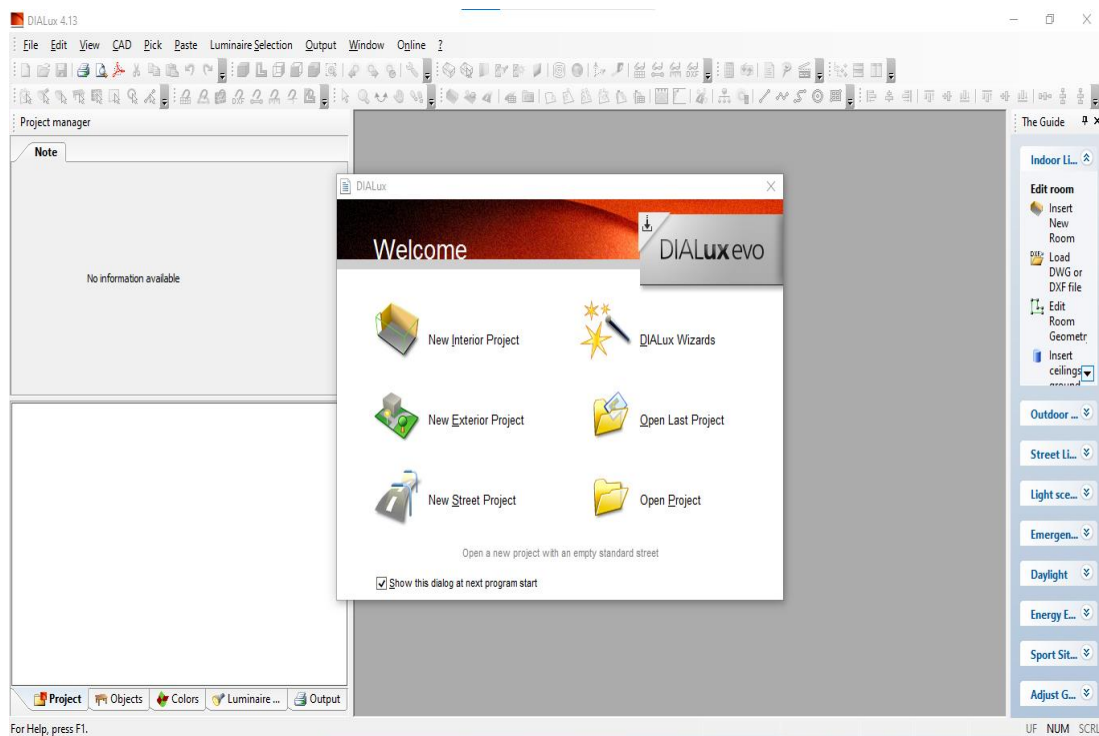 DIALux 4.13
File Edit View CAD Pick Paste Luminaire Selection Output Window Online ?
Project manager
Note
No information available
DIALux
Welcome
DIALux evo
New Interior Project
DIALux Wizards
New Exterior Project
Open Last Project
New Street Project
Open Project
Open a new project with an empty standard street
Show this dialog at next program start
The Guide
Indoor Li...
Edit room
Insert
New
Room
Load
DWG or
DXF file
Edit
Room
Geometr
Insert
ceilings
Outdoor ...
Street Li...
Light sce...
Emergen...
Daylight
Energy E...
Sport Sit...
Adjust G...
Project Objects Colors Luminaire ... Output
For Help, press F1.
UF NUM SCRL